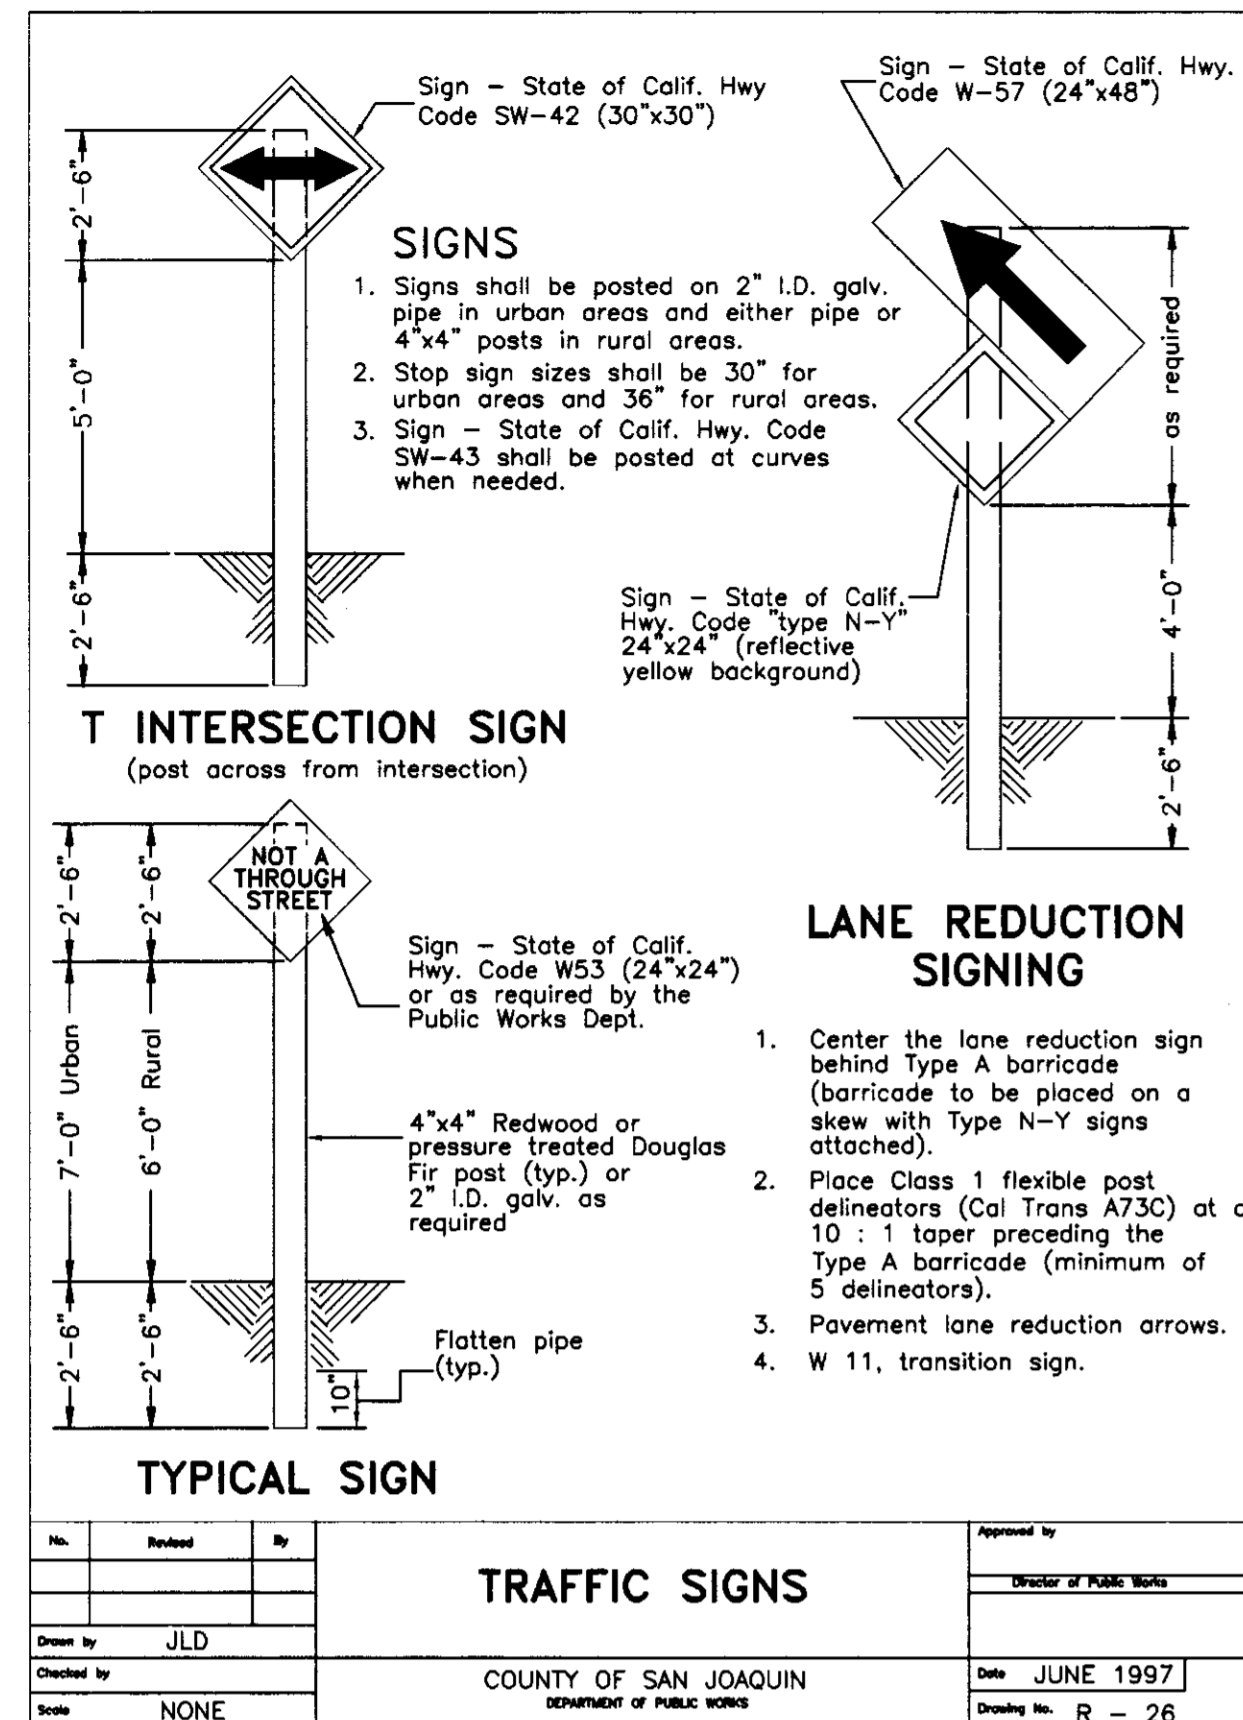 Sign – State of Calif. Hwy
Code SW–42 (30"x30")
2'–6"
5'–0"
2'–6"
SIGNS
1. Signs shall be posted on 2" I.D. galv.
pipe in urban areas and either pipe or
4"x4" posts in rural areas.
2. Stop sign sizes shall be 30" for
urban areas and 36" for rural areas.
3. Sign – State of Calif. Hwy. Code
SW–43 shall be posted at curves
when needed.
T INTERSECTION SIGN
(post across from intersection)
Sign – State of Calif. Hwy.
Code W–57 (24"x48")
as required
4'–0"
2'–6"
Sign – State of Calif.
Hwy. Code "type N–Y"
24"x24" (reflective
yellow background)
LANE REDUCTION
SIGNING
1. Center the lane reduction sign
behind Type A barricade
(barricade to be placed on a
skew with Type N–Y signs
attached).
2. Place Class 1 flexible post
delineators (Cal Trans A73C) at a
10 : 1 taper preceding the
Type A barricade (minimum of
5 delineators).
3. Pavement lane reduction arrows.
4. W 11, transition sign.
NOT A
THROUGH
STREET
2'–6"
2'–6"
7'–0" Urban
6'–0" Rural
2'–6"
2'–6"
Sign – State of Calif.
Hwy. Code W53 (24"x24")
or as required by the
Public Works Dept.
4"x4" Redwood or
pressure treated Douglas
Fir post (typ.) or
2" I.D. galv. as
required
Flatten pipe
(typ.)
10"
TYPICAL SIGN
No. Revised By
Drawn by JLD
Checked by
Scale NONE
TRAFFIC SIGNS
COUNTY OF SAN JOAQUIN
DEPARTMENT OF PUBLIC WORKS
Approved by
Director of Public Works
Date JUNE 1997
Drawing No. R – 26